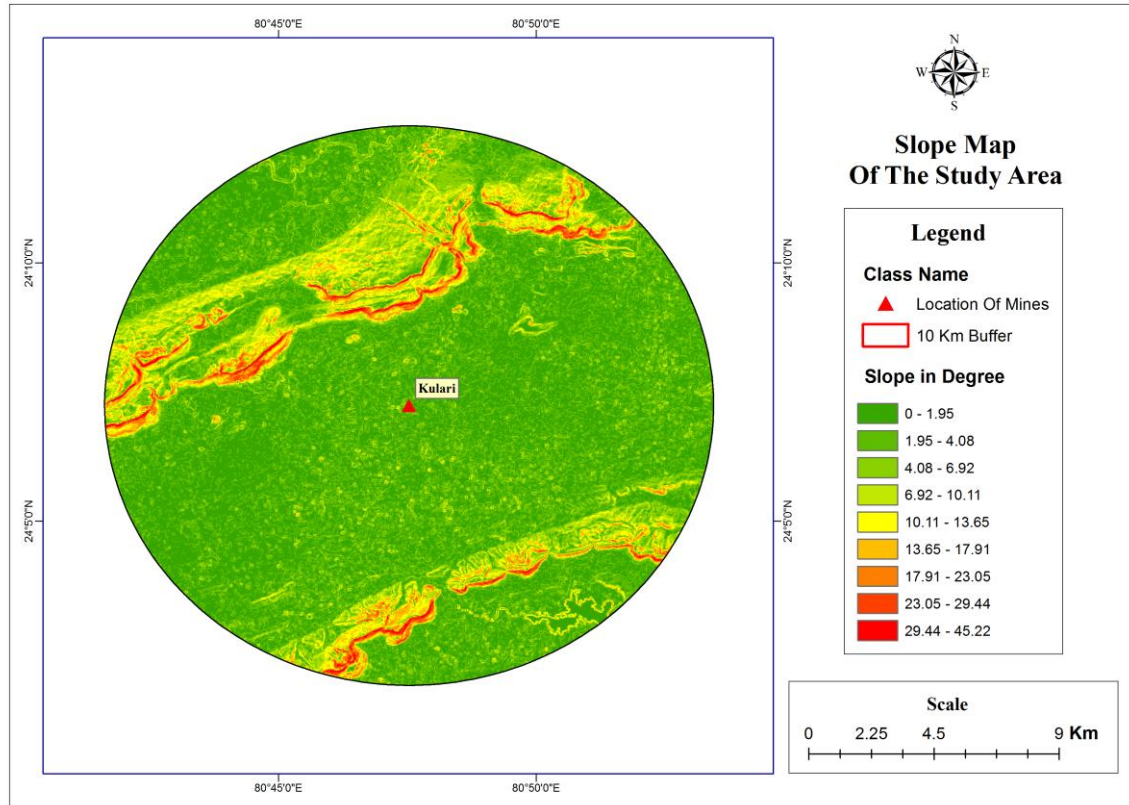 80°45'0"E
80°50'0"E
N
W
E
S
Slope Map
Of The Study Area
Legend
Class Name
Location Of Mines
10 Km Buffer
Slope in Degree
0 - 1.95
1.95 - 4.08
4.08 - 6.92
6.92 - 10.11
10.11 - 13.65
13.65 - 17.91
17.91 - 23.05
23.05 - 29.44
29.44 - 45.22
24°10'0"N
24°10'0"N
Kulari
24°5'0"N
24°5'0"N
Scale
0 2.25 4.5 9 Km
80°45'0"E
80°50'0"E